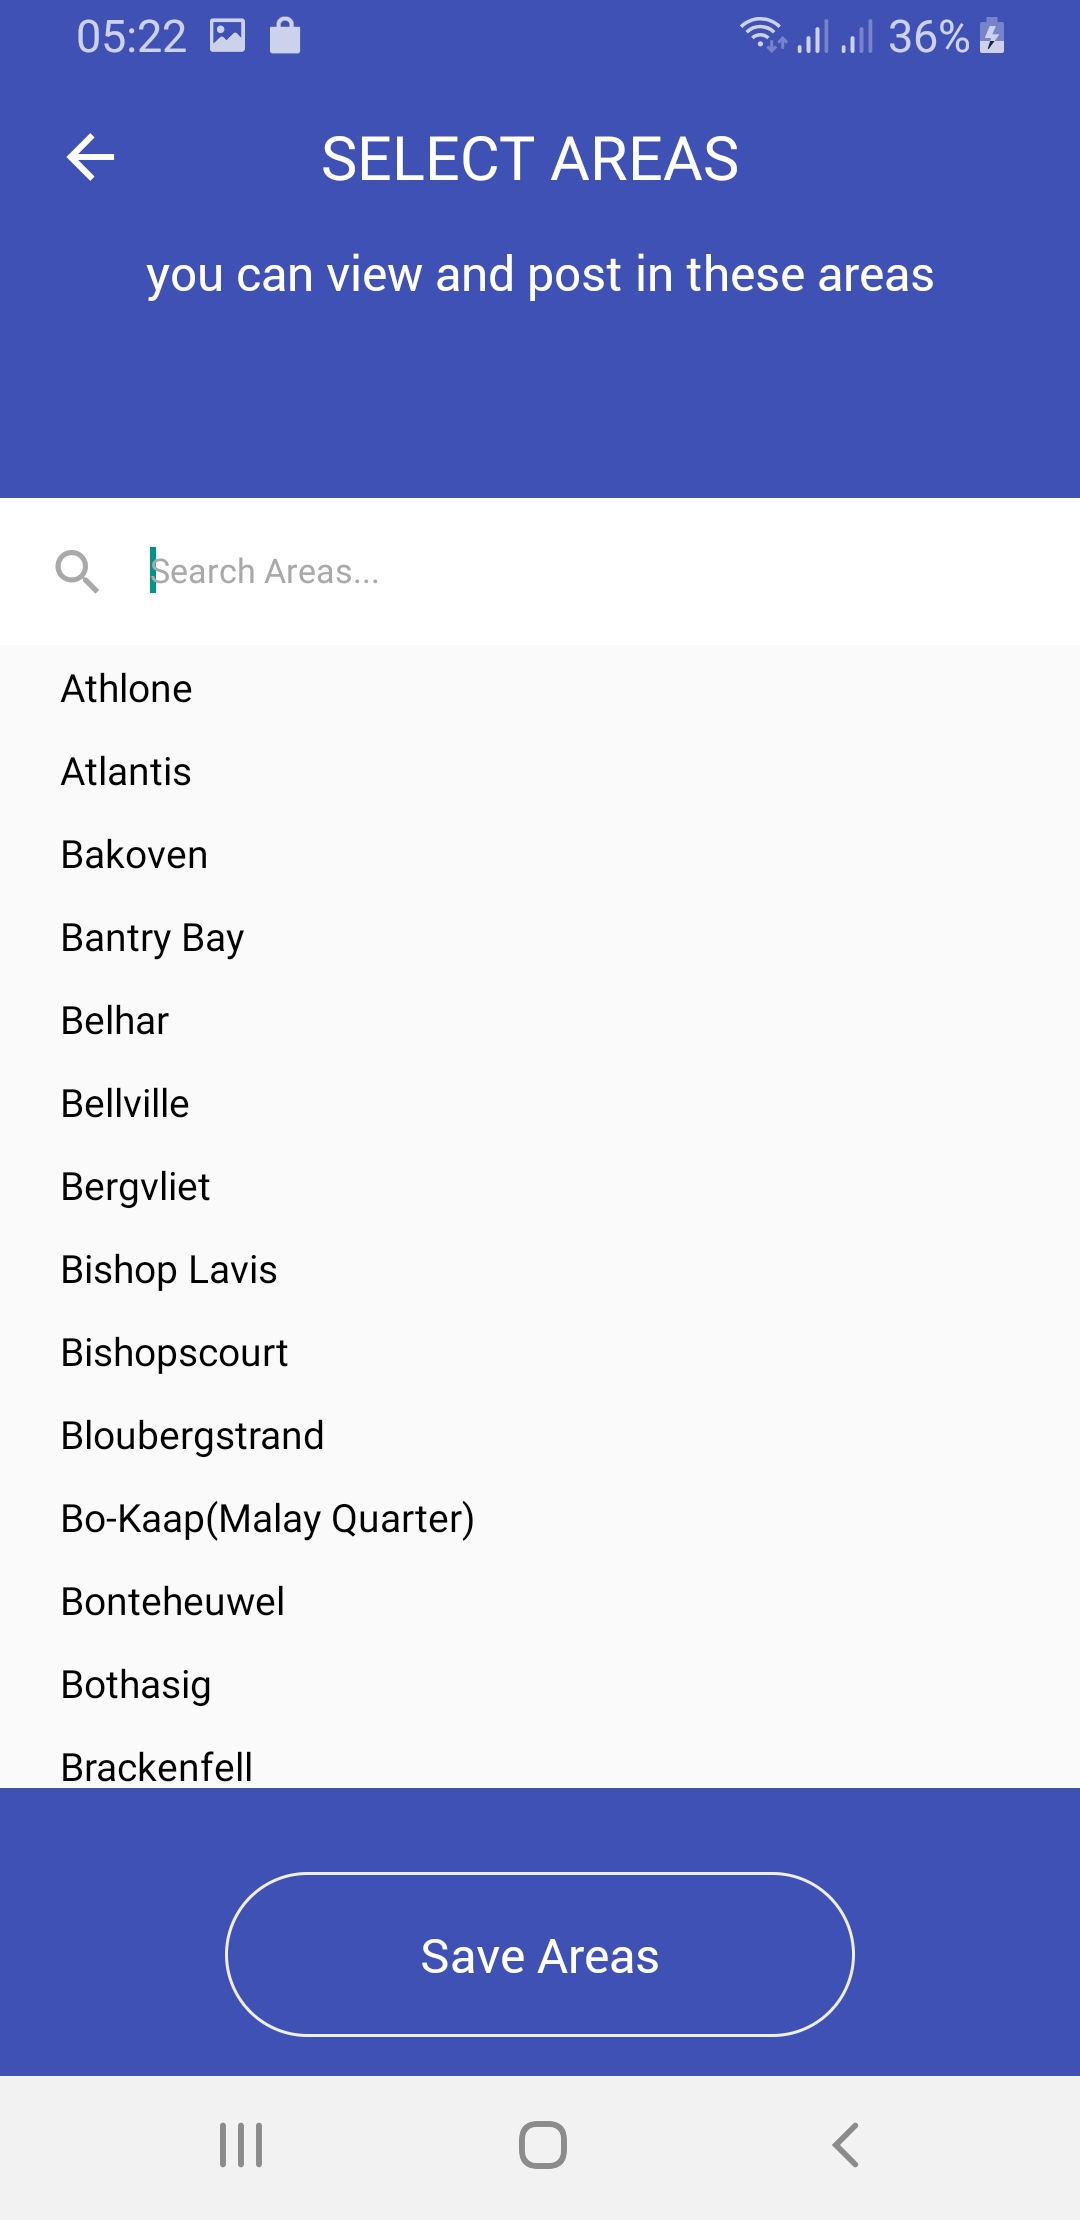 05:22
36%
SELECT AREAS
you can view and post in these areas
Search Areas...
Athlone
Atlantis
Bakoven
Bantry Bay
Belhar
Bellville
Bergvliet
Bishop Lavis
Bishopscourt
Bloubergstrand
Bo-Kaap(Malay Quarter)
Bonteheuwel
Bothasig
Brackenfell
Save Areas